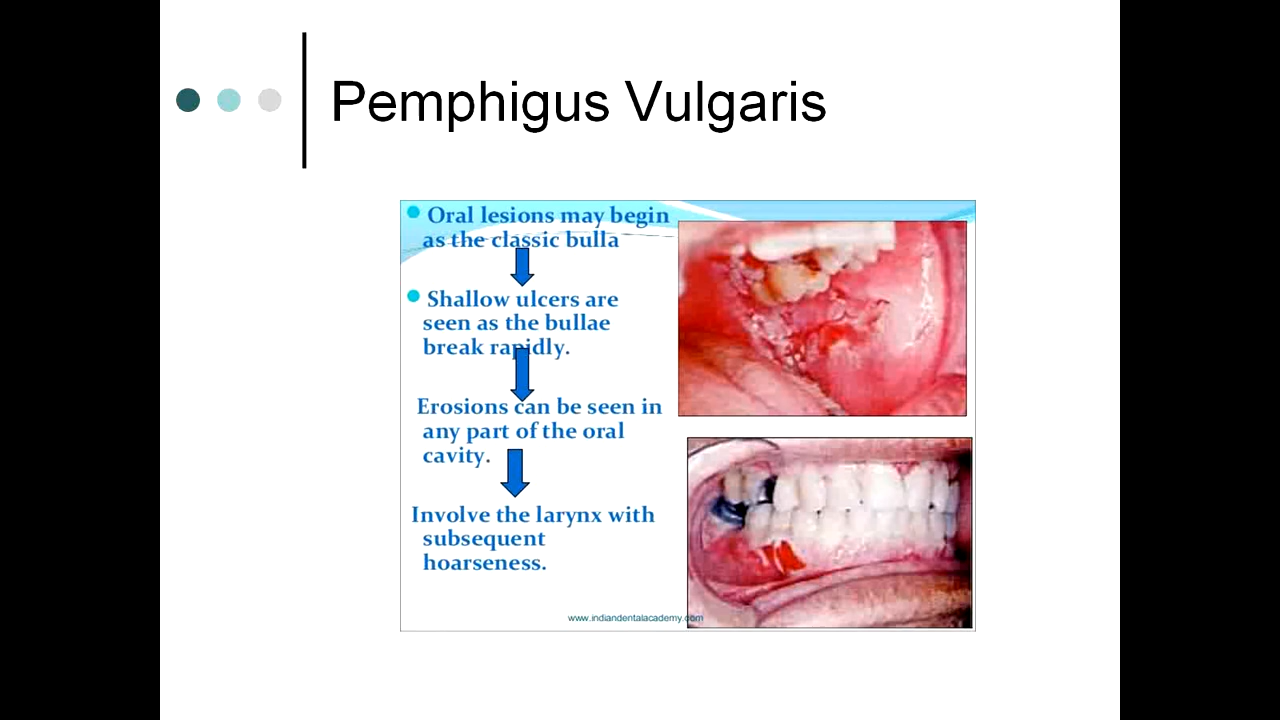 Pemphigus Vulgaris
Oral lesions may begin
as the classic bulla
Shallow ulcers are
seen as the bullae
break rapidly.
Erosions can be seen in
any part of the oral
cavity.
Involve the larynx with
subsequent
hoarseness.
www.indiandentalacademy.com